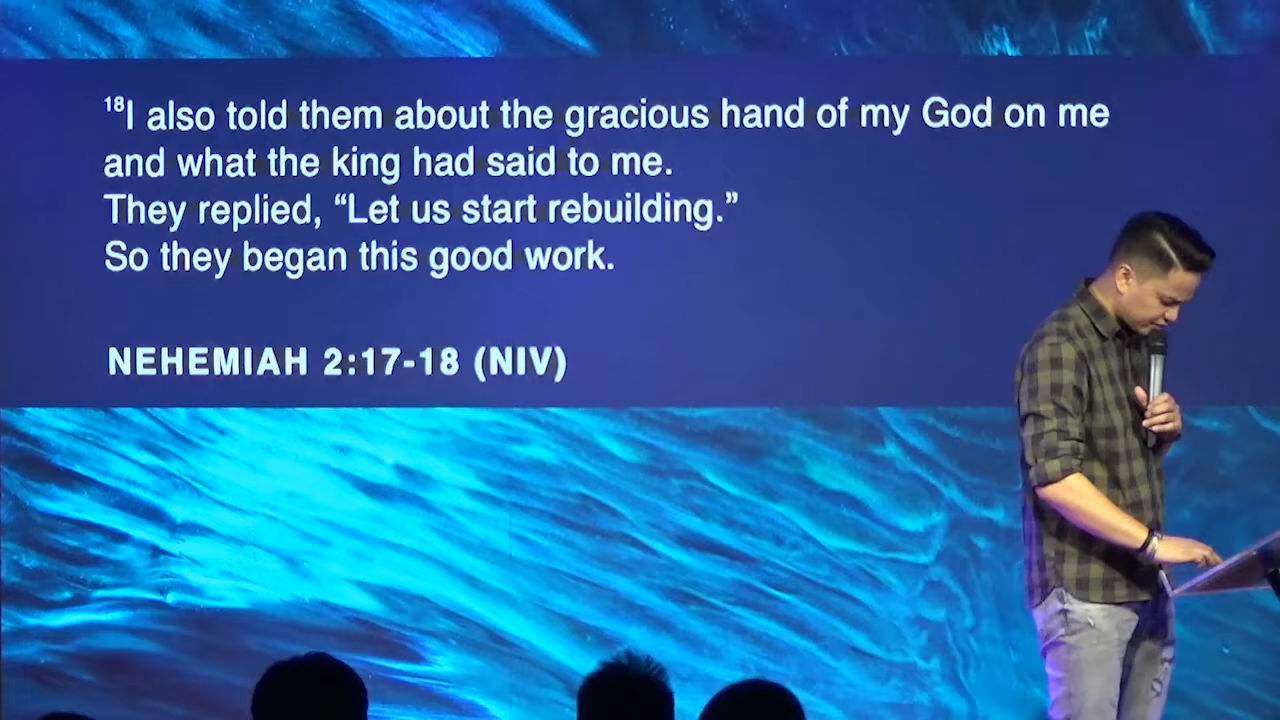 ¹⁸I also told them about the gracious hand of my God on me
and what the king had said to me.
They replied, “Let us start rebuilding.”
So they began this good work.
NEHEMIAH 2:17-18 (NIV)